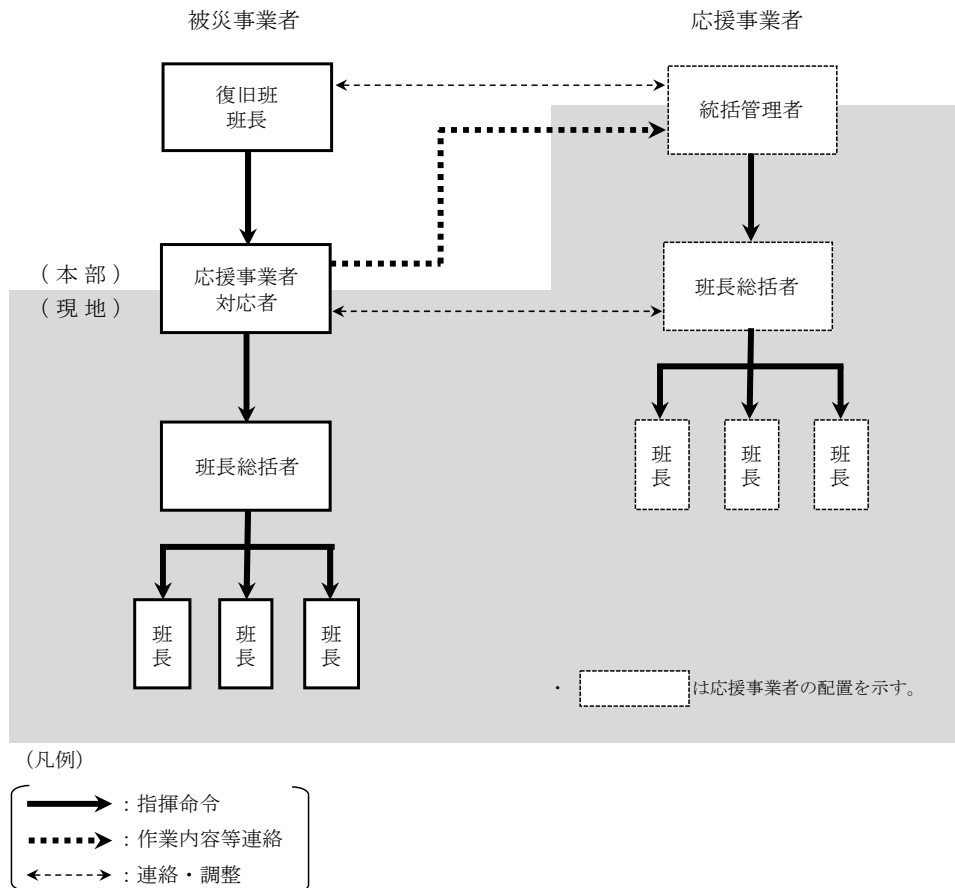 被災事業者
応援事業者
復旧班
班長
統括管理者
(本部)
(現地)
応援事業者
対応者
班長総括者
班長
班長
班長
班長総括者
班長
班長
班長
・ は応援事業者の配置を示す。
(凡例)
：指揮命令
：作業内容等連絡
：連絡・調整